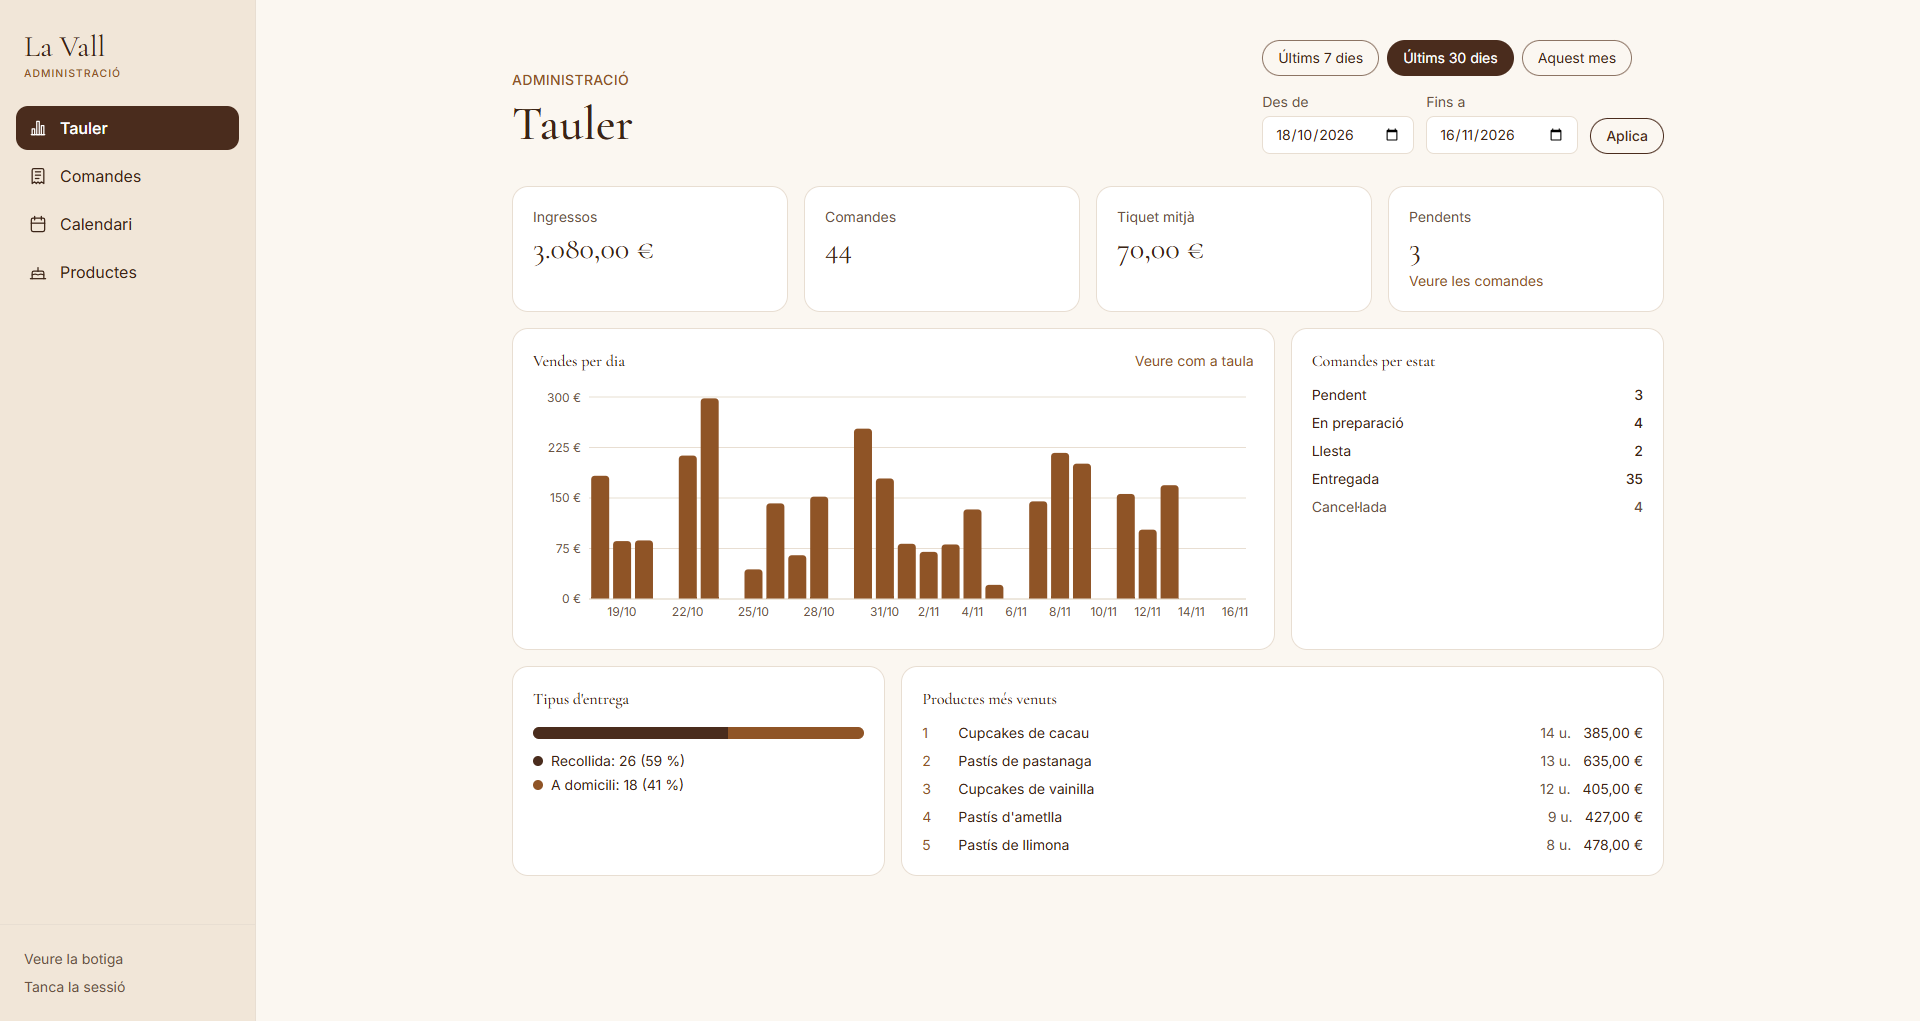 La Vall
ADMINISTRACIÓ
Tauler
Comandes
Calendari
Productes
Veure la botiga
Tanca la sessió
ADMINISTRACIÓ
Tauler
Últims 7 dies
Últims 30 dies
Aquest mes
Des de
Fins a
18/10/2026
16/11/2026
Aplica
Ingressos
3.080,00 €
Comandes
44
Tiquet mitjà
70,00 €
Pendents
3
Veure les comandes
Vendes per dia
Veure com a taula
300 €
225 €
150 €
75 €
0 €
19/10 22/10 25/10 28/10 31/10 2/11 4/11 6/11 8/11 10/11 12/11 14/11 16/11
Comandes per estat
Pendent 3
En preparació 4
Llesta 2
Entregada 35
Cancel·lada 4
Tipus d'entrega
Recollida: 26 (59 %)
A domicili: 18 (41 %)
Productes més venuts
1 Cupcakes de cacau 14 u. 385,00 €
2 Pastís de pastanaga 13 u. 635,00 €
3 Cupcakes de vainilla 12 u. 405,00 €
4 Pastís d'ametlla 9 u. 427,00 €
5 Pastís de llimona 8 u. 478,00 €